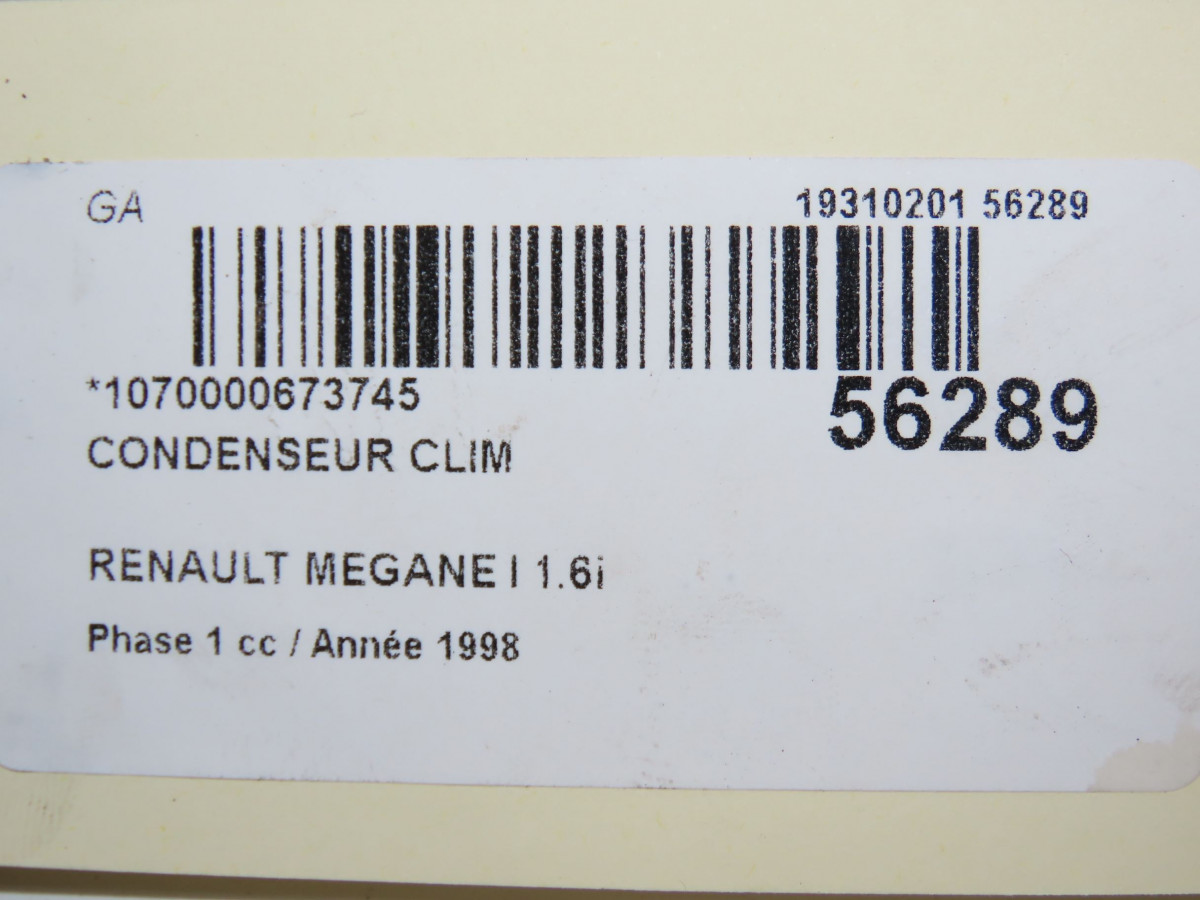 GA
19310201 56289
*1070000673745
56289
CONDENSEUR CLIM
RENAULT MEGANE I 1.6i
Phase 1 cc / Année 1998